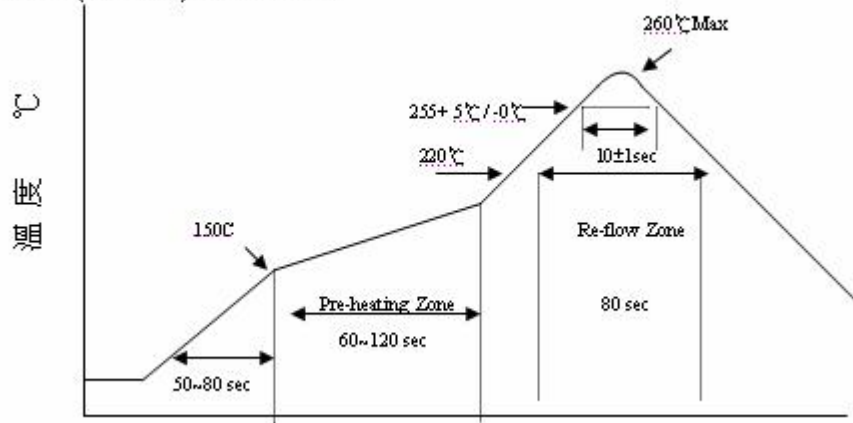 260℃Max
255+ 5℃/-0℃
10±1sec
220℃
150C
Re-flow Zone
Pre-heating Zone
80 sec
60~120 sec
50~80 sec
温度 ℃